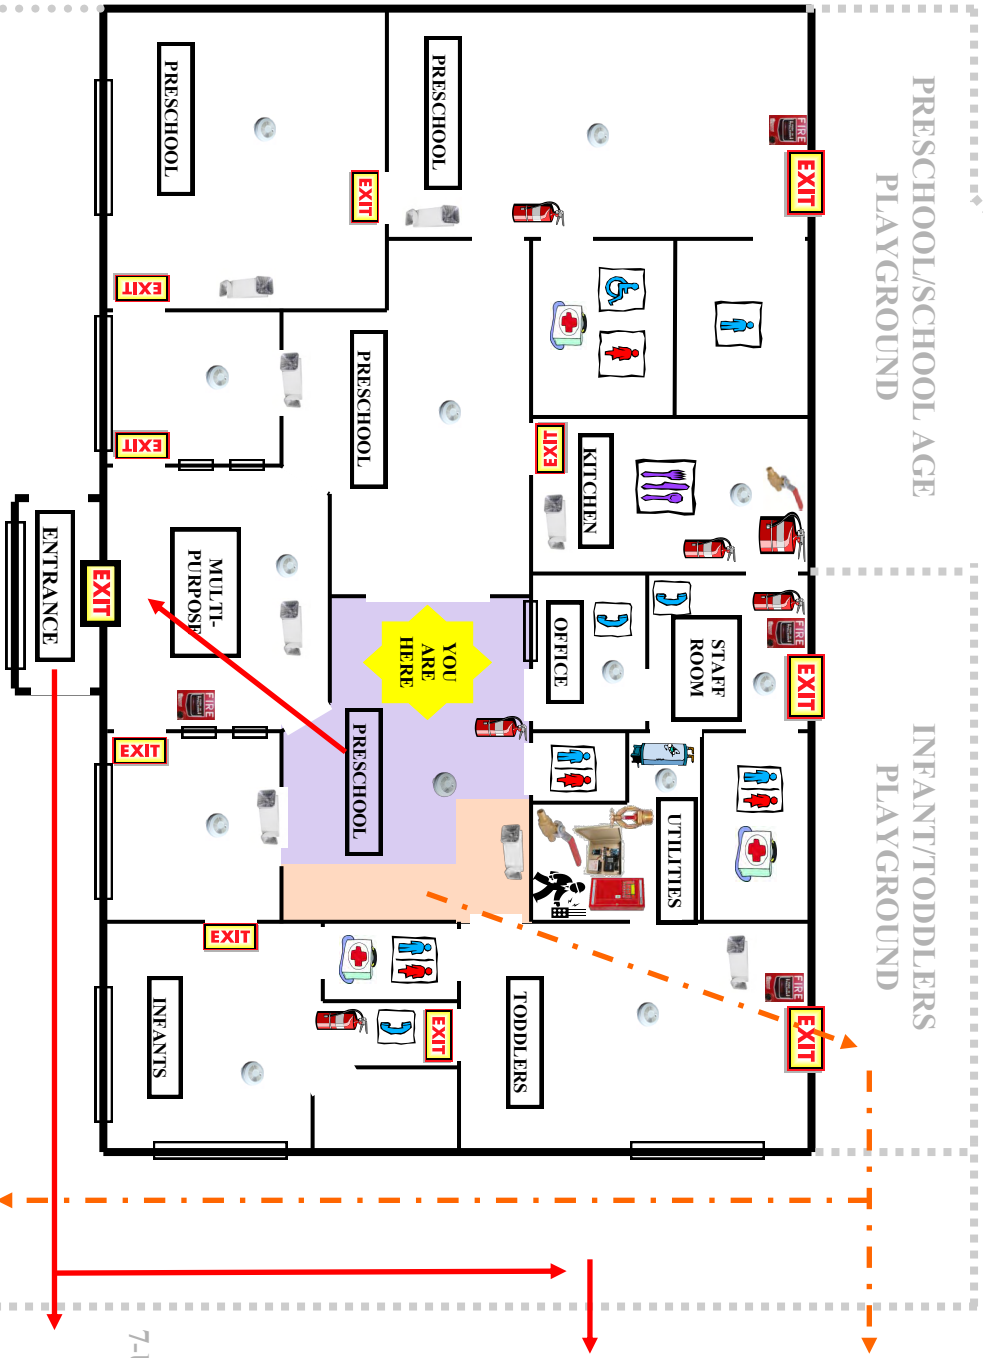 PRESCHOOL/SCHOOL AGE
PLAYGROUND
INFANT/TODDLERS
PLAYGROUND
FIRE
EXIT
FIRE
EXIT
FIRE
EXIT
STAFF
ROOM
UTILITIES
KITCHEN
OFFICE
TODDLERS
EXIT
PRESCHOOL
YOU
ARE
HERE
EXIT
EXIT
PRESCHOOL
PRESCHOOL
PRESCHOOL
MULTI-
PURPOSE
FIRE
EXIT
INFANTS
EXIT
EXIT
EXIT
EXIT
ENTRANCE